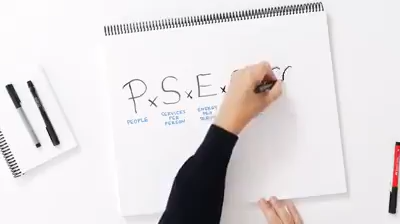 P x S x E x
PEOPLE
SERVICES
PER
PERSON
ENERGY
PER